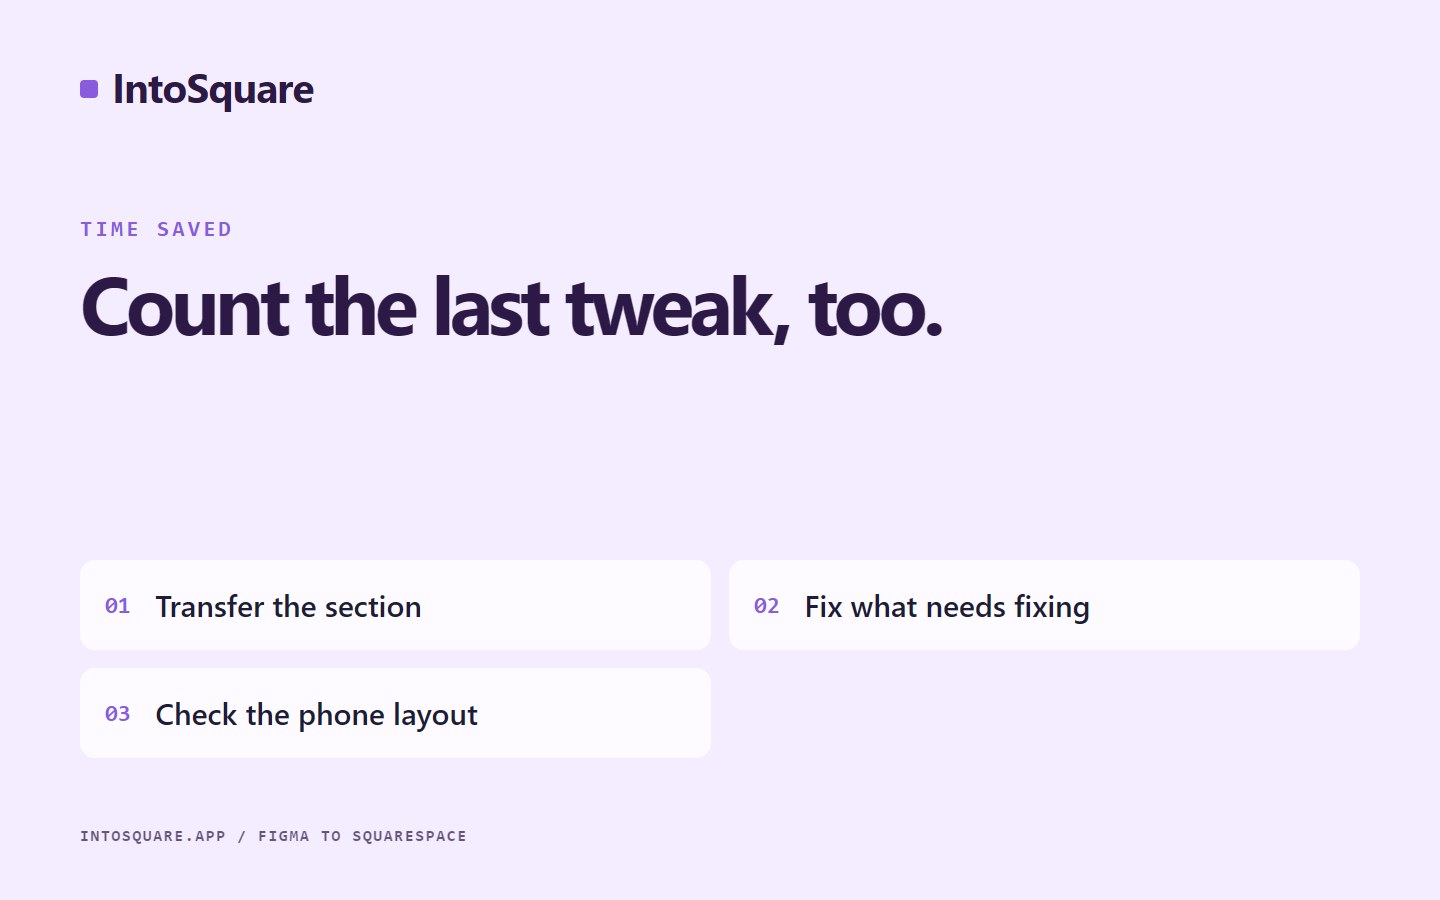 IntoSquare
TIME SAVED
Count the last tweak, too.
01 Transfer the section
02 Fix what needs fixing
03 Check the phone layout
INTOSQUARE.APP / FIGMA TO SQUARESPACE